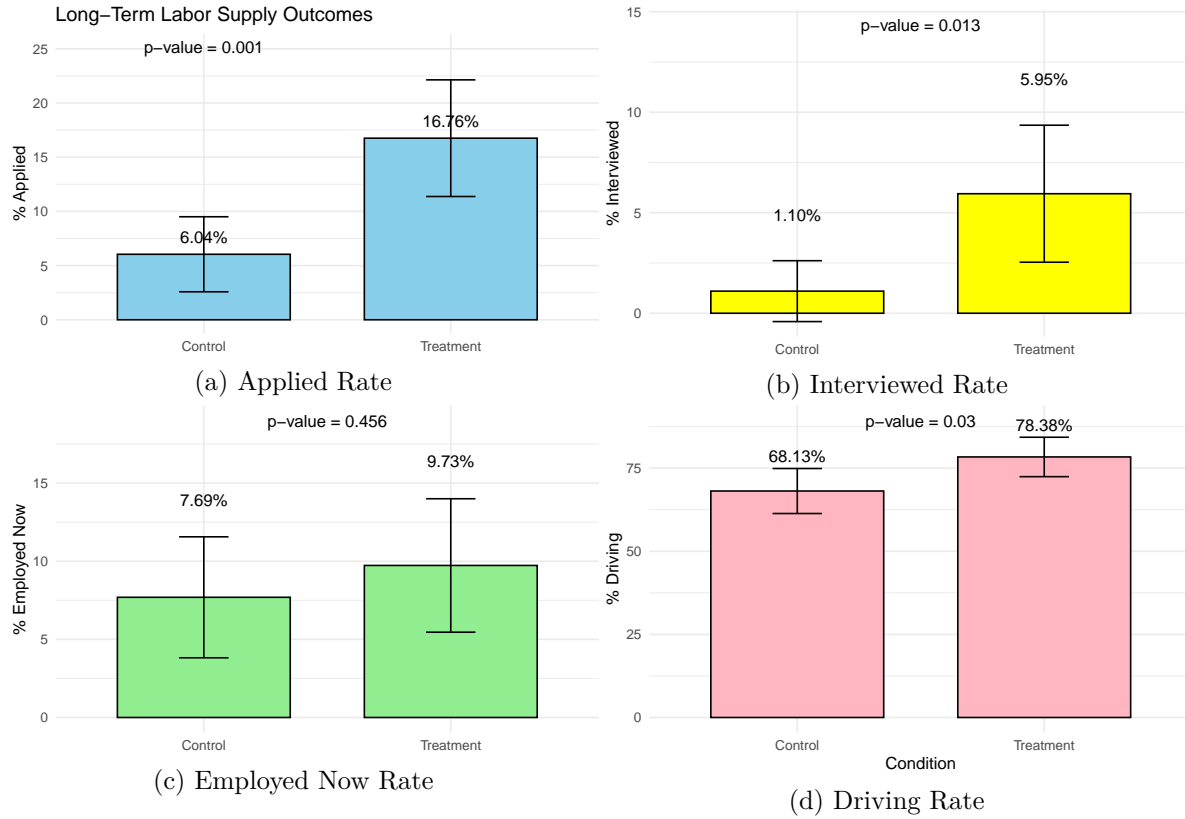 Long−Term Labor Supply Outcomes
p−value = 0.001
25
20
15
10
5
0
% Applied
6.04%
16.76%
Control
Treatment
(a) Applied Rate
p−value = 0.013
15
10
5
0
% Interviewed
1.10%
5.95%
Control
Treatment
(b) Interviewed Rate
p−value = 0.456
15
10
5
0
% Employed Now
7.69%
9.73%
Control
Treatment
(c) Employed Now Rate
p−value = 0.03
75
50
25
0
% Driving
68.13%
78.38%
Control
Treatment
Condition
(d) Driving Rate